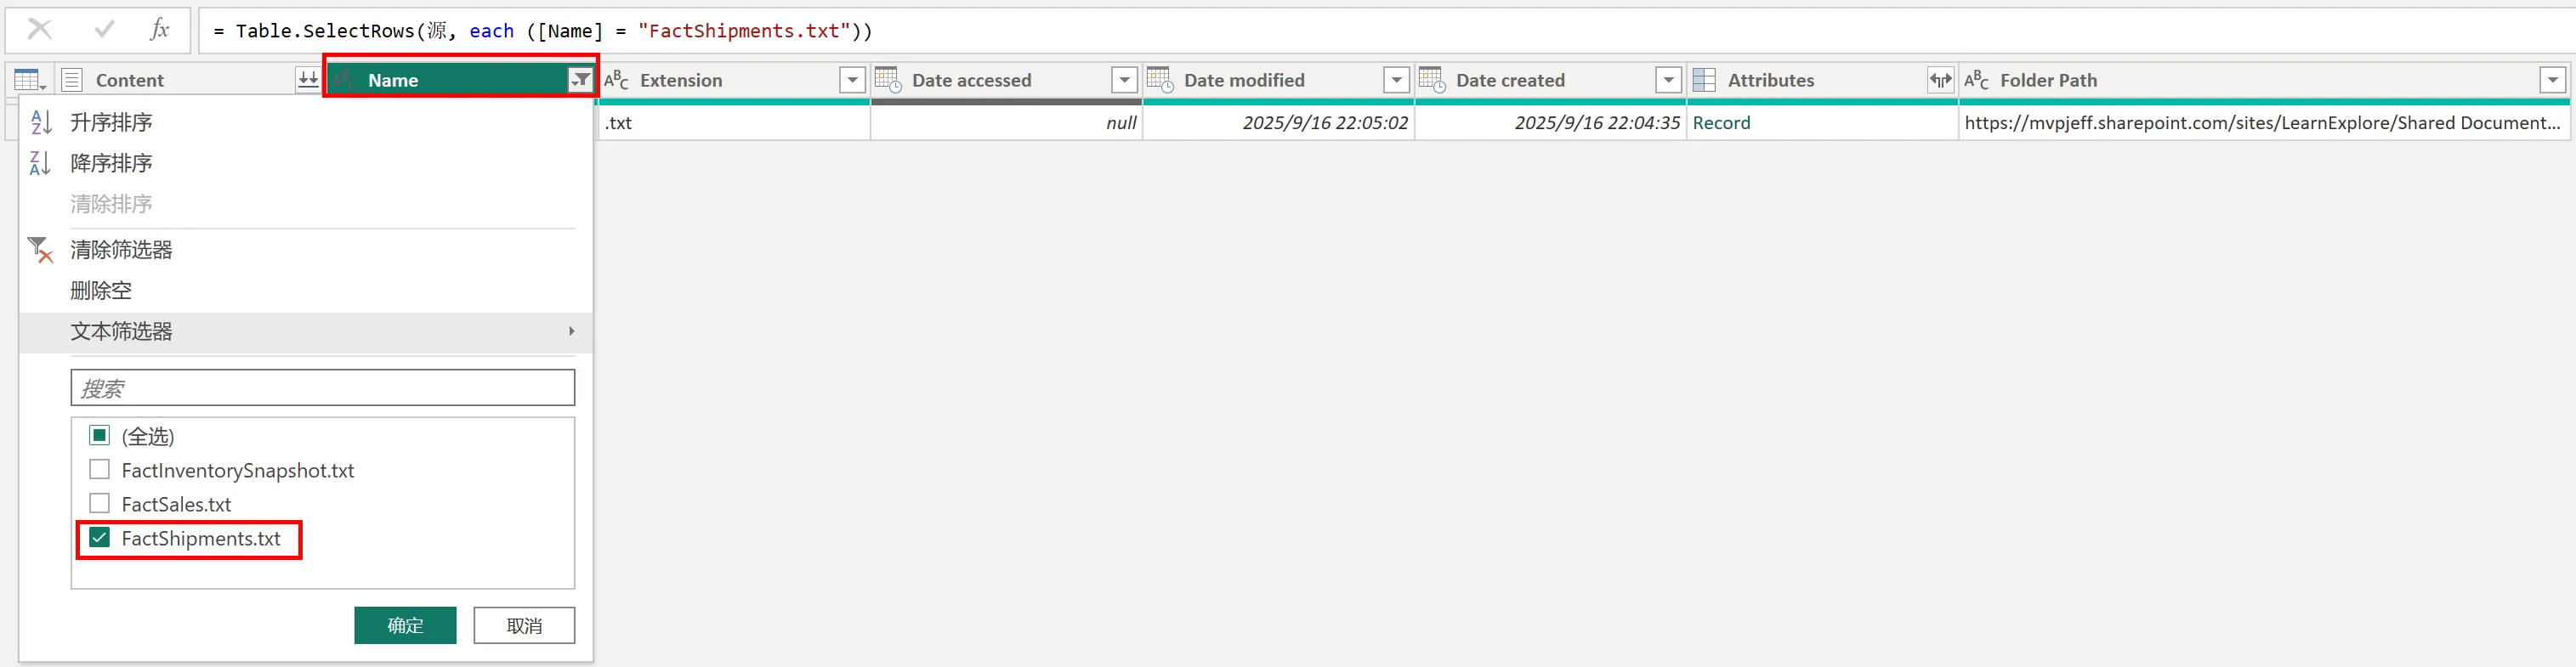 = Table.SelectRows(源, each ([Name] = "FactShipments.txt"))
Content Name Extension Date accessed Date modified Date created Attributes Folder Path
.txt null 2025/9/16 22:05:02 2025/9/16 22:04:35 Record https://mvpjeff.sharepoint.com/sites/LearnExplore/Shared Document...
升序排序
降序排序
清除排序
清除筛选器
删除空
文本筛选器
搜索
(全选)
FactInventorySnapshot.txt
FactSales.txt
FactShipments.txt
确定 取消